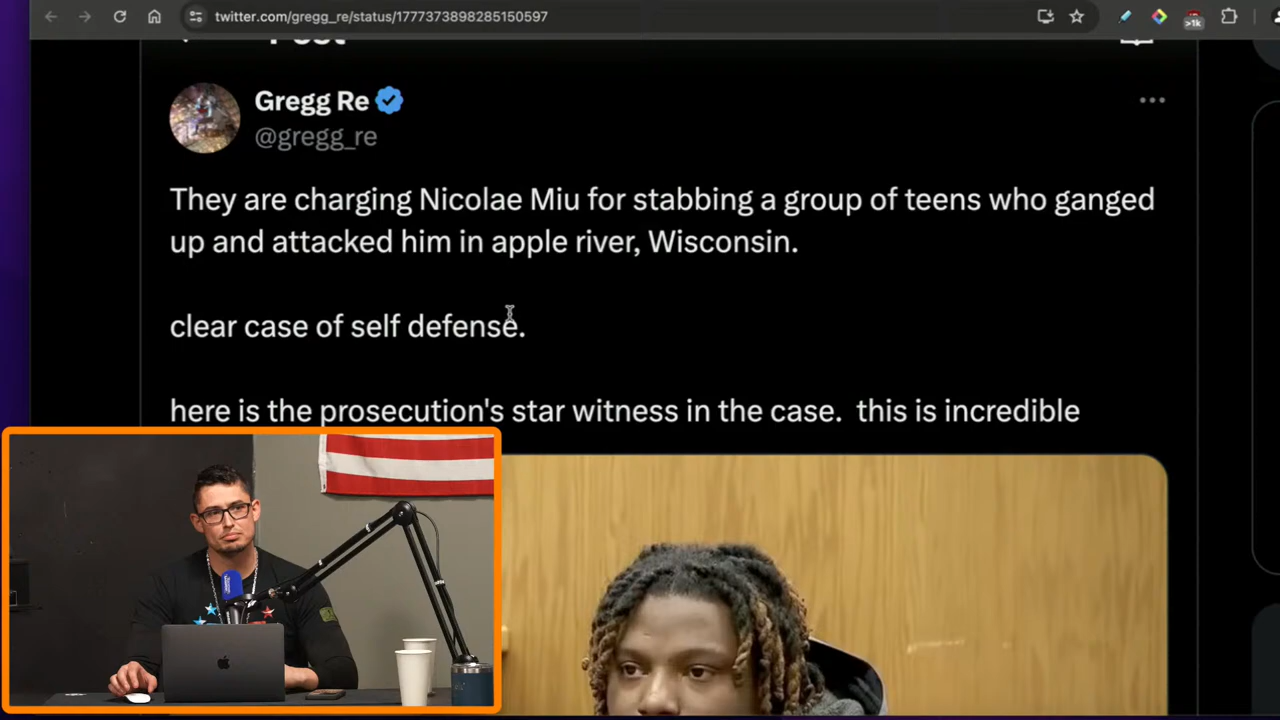 twitter.com/gregg_re/status/1777373898285150597
>1k
Post
Gregg Re
@gregg_re
They are charging Nicolae Miu for stabbing a group of teens who ganged
up and attacked him in apple river, Wisconsin.
clear case of self defense.
here is the prosecution's star witness in the case.  this is incredible